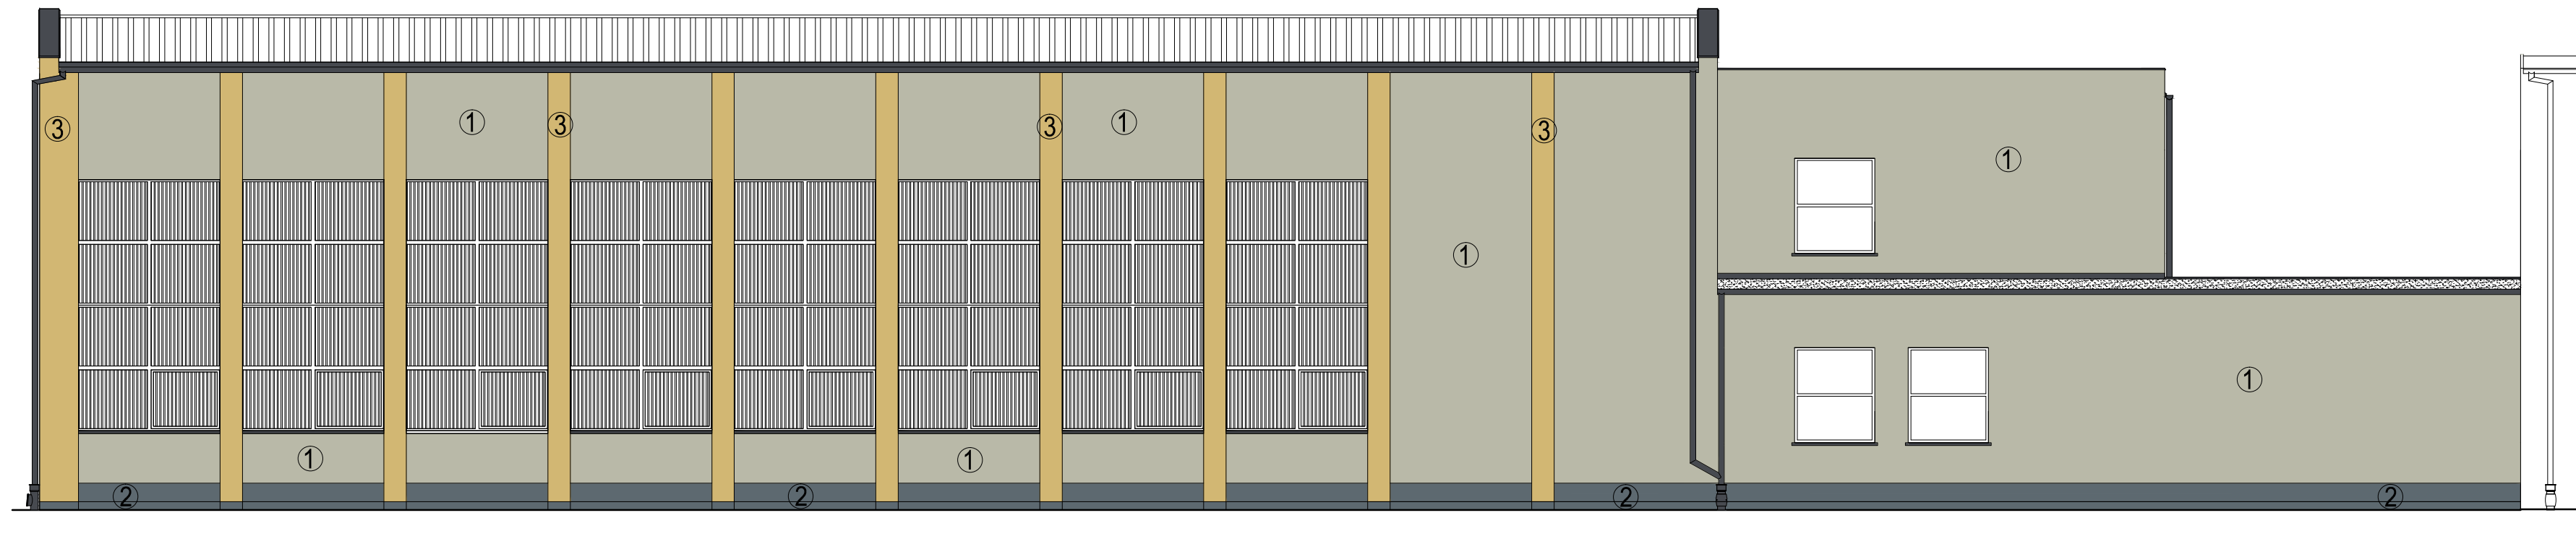 ① ③ ③ ① ③
③
①
①
①
① ①
② ② ② ②